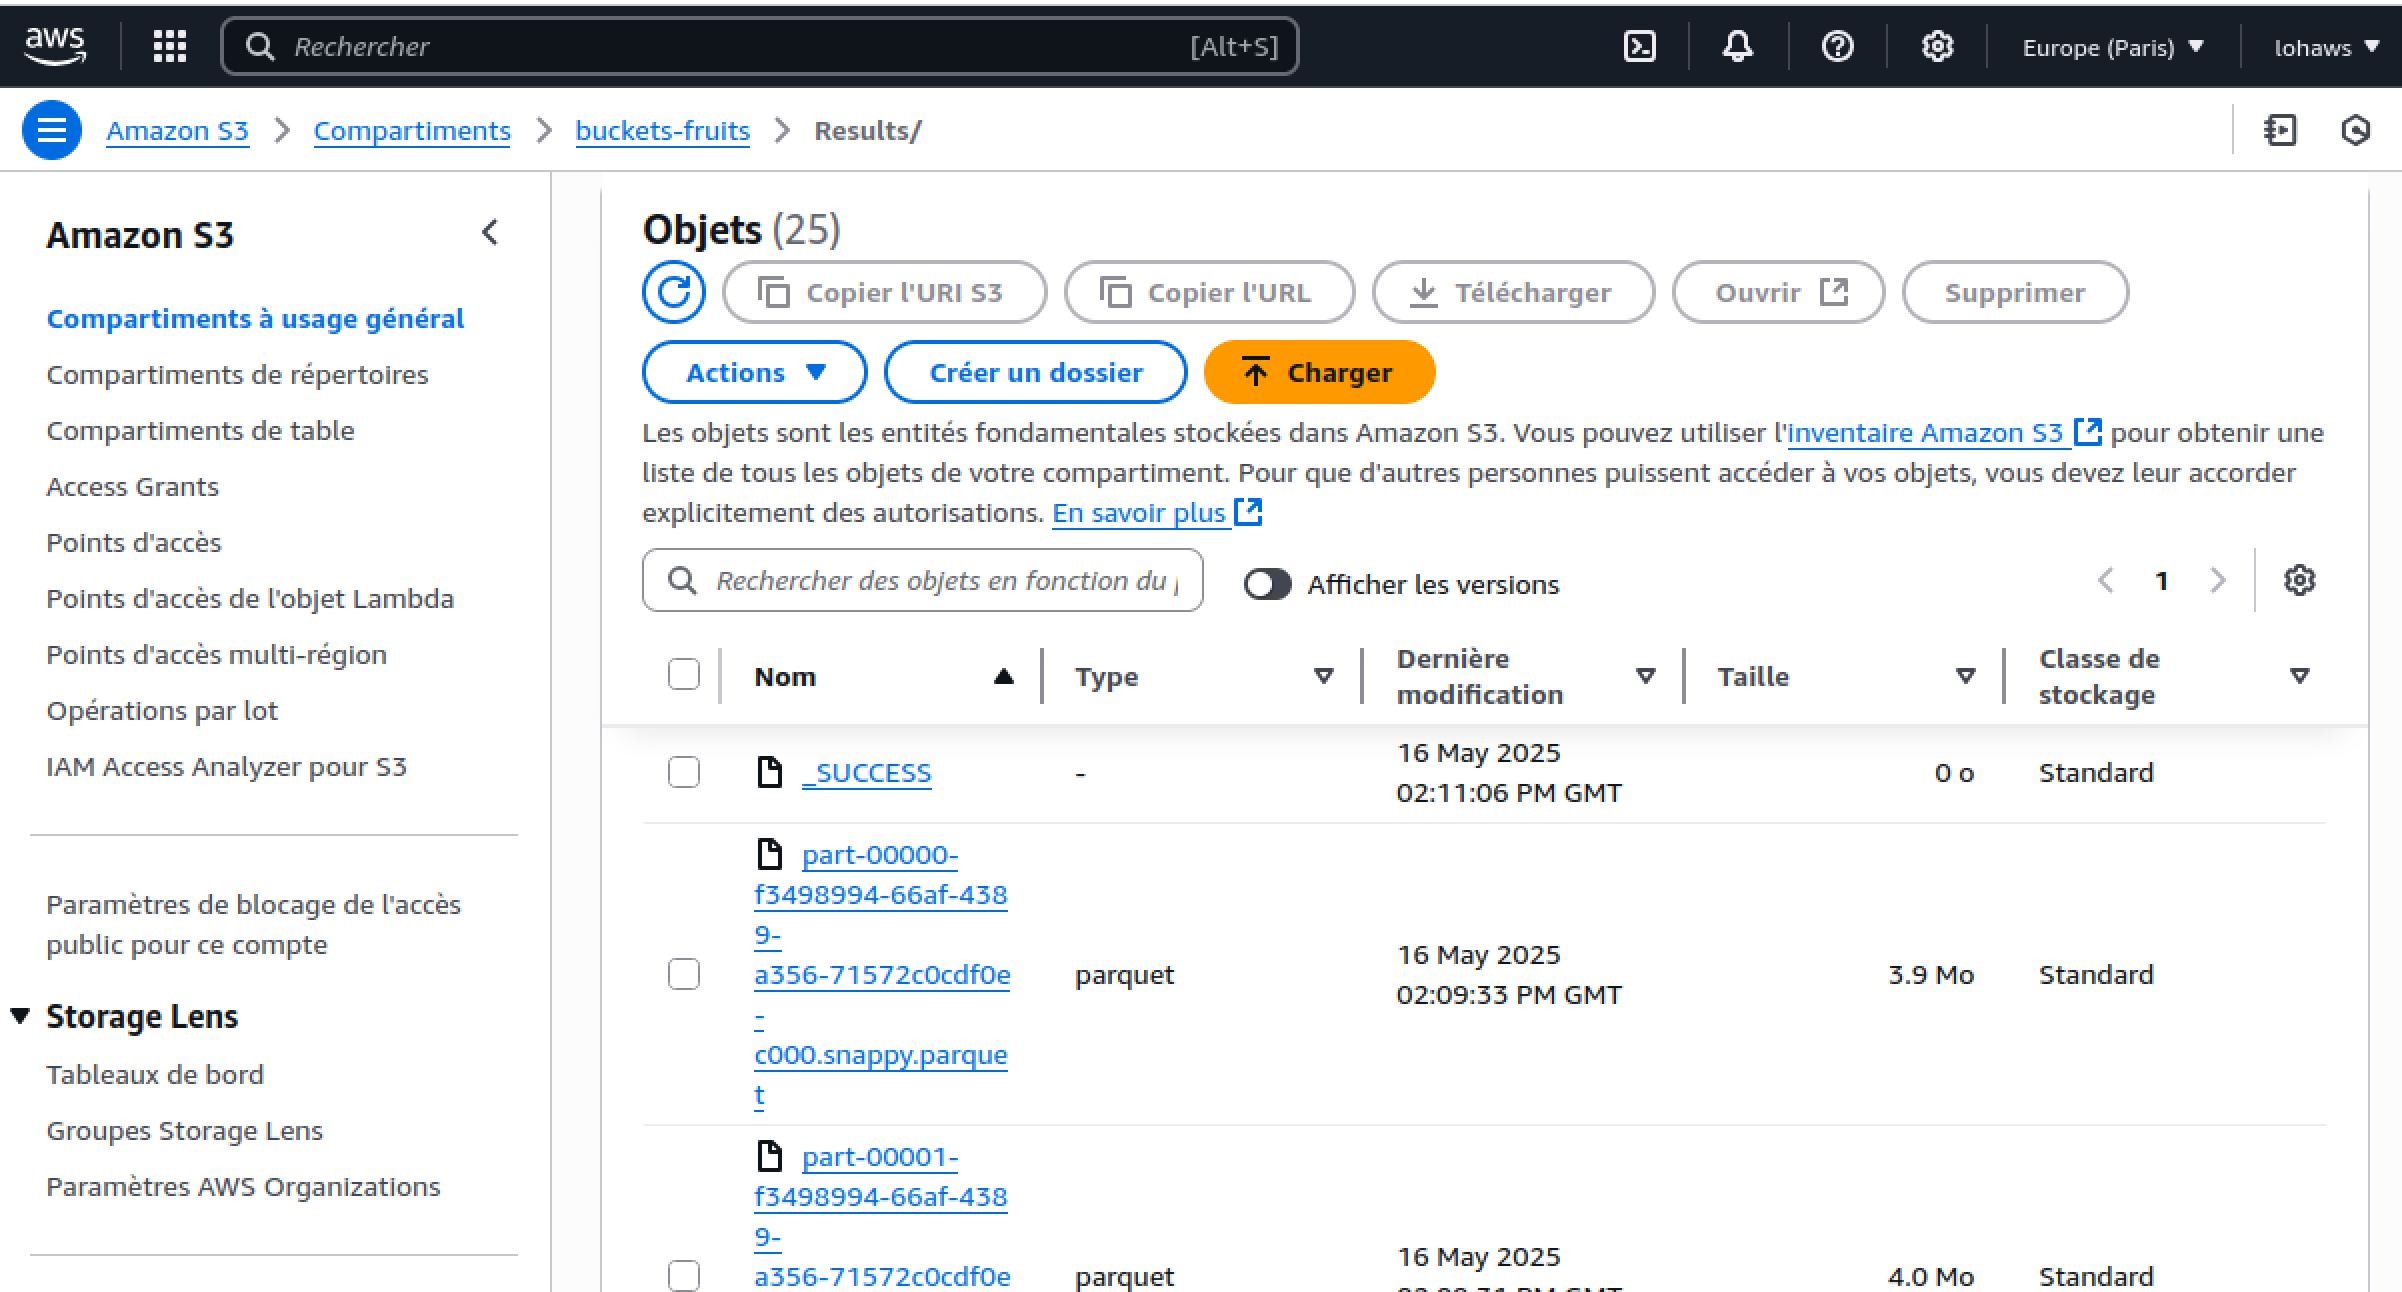 aws
Rechercher
[Alt+S]
Europe (Paris)
lohaws
Amazon S3
Compartiments
buckets-fruits
Results/
Amazon S3
Compartiments à usage général
Compartiments de répertoires
Compartiments de table
Access Grants
Points d'accès
Points d'accès de l'objet Lambda
Points d'accès multi-région
Opérations par lot
IAM Access Analyzer pour S3
Paramètres de blocage de l'accès
public pour ce compte
Storage Lens
Tableaux de bord
Groupes Storage Lens
Paramètres AWS Organizations
Objets (25)
Copier l'URI S3
Copier l'URL
Télécharger
Ouvrir
Supprimer
Actions
Créer un dossier
Charger
Les objets sont les entités fondamentales stockées dans Amazon S3. Vous pouvez utiliser l'inventaire Amazon S3 pour obtenir une
liste de tous les objets de votre compartiment. Pour que d'autres personnes puissent accéder à vos objets, vous devez leur accorder
explicitement des autorisations. En savoir plus
Rechercher des objets en fonction du
Afficher les versions
1
Nom
Type
Dernière
modification
Taille
Classe de
stockage
_SUCCESS
-
16 May 2025
02:11:06 PM GMT
0 o
Standard
part-00000-
f3498994-66af-438
9-
a356-71572c0cdf0e
-
c000.snappy.parque
t
parquet
16 May 2025
02:09:33 PM GMT
3.9 Mo
Standard
part-00001-
f3498994-66af-438
9-
a356-71572c0cdf0e
parquet
16 May 2025
4.0 Mo
Standard